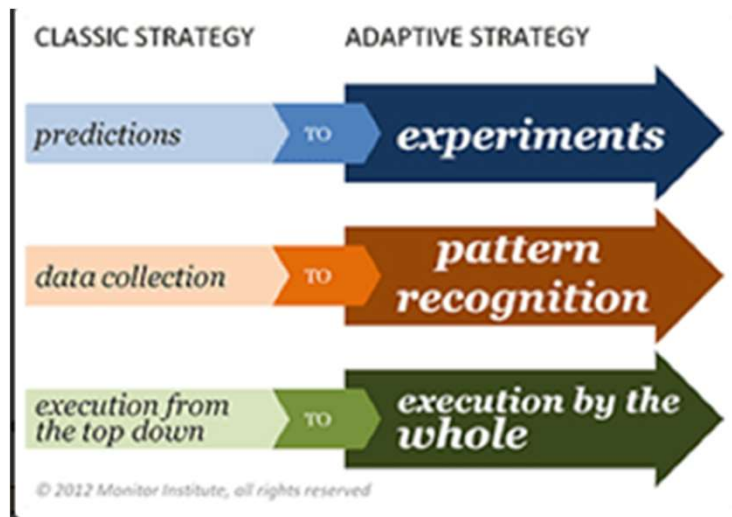 CLASSIC STRATEGY
ADAPTIVE STRATEGY
predictions
TO
experiments
data collection
TO
pattern
recognition
execution from
the top down
TO
execution by the
whole
© 2012 Monitor Institute, all rights reserved